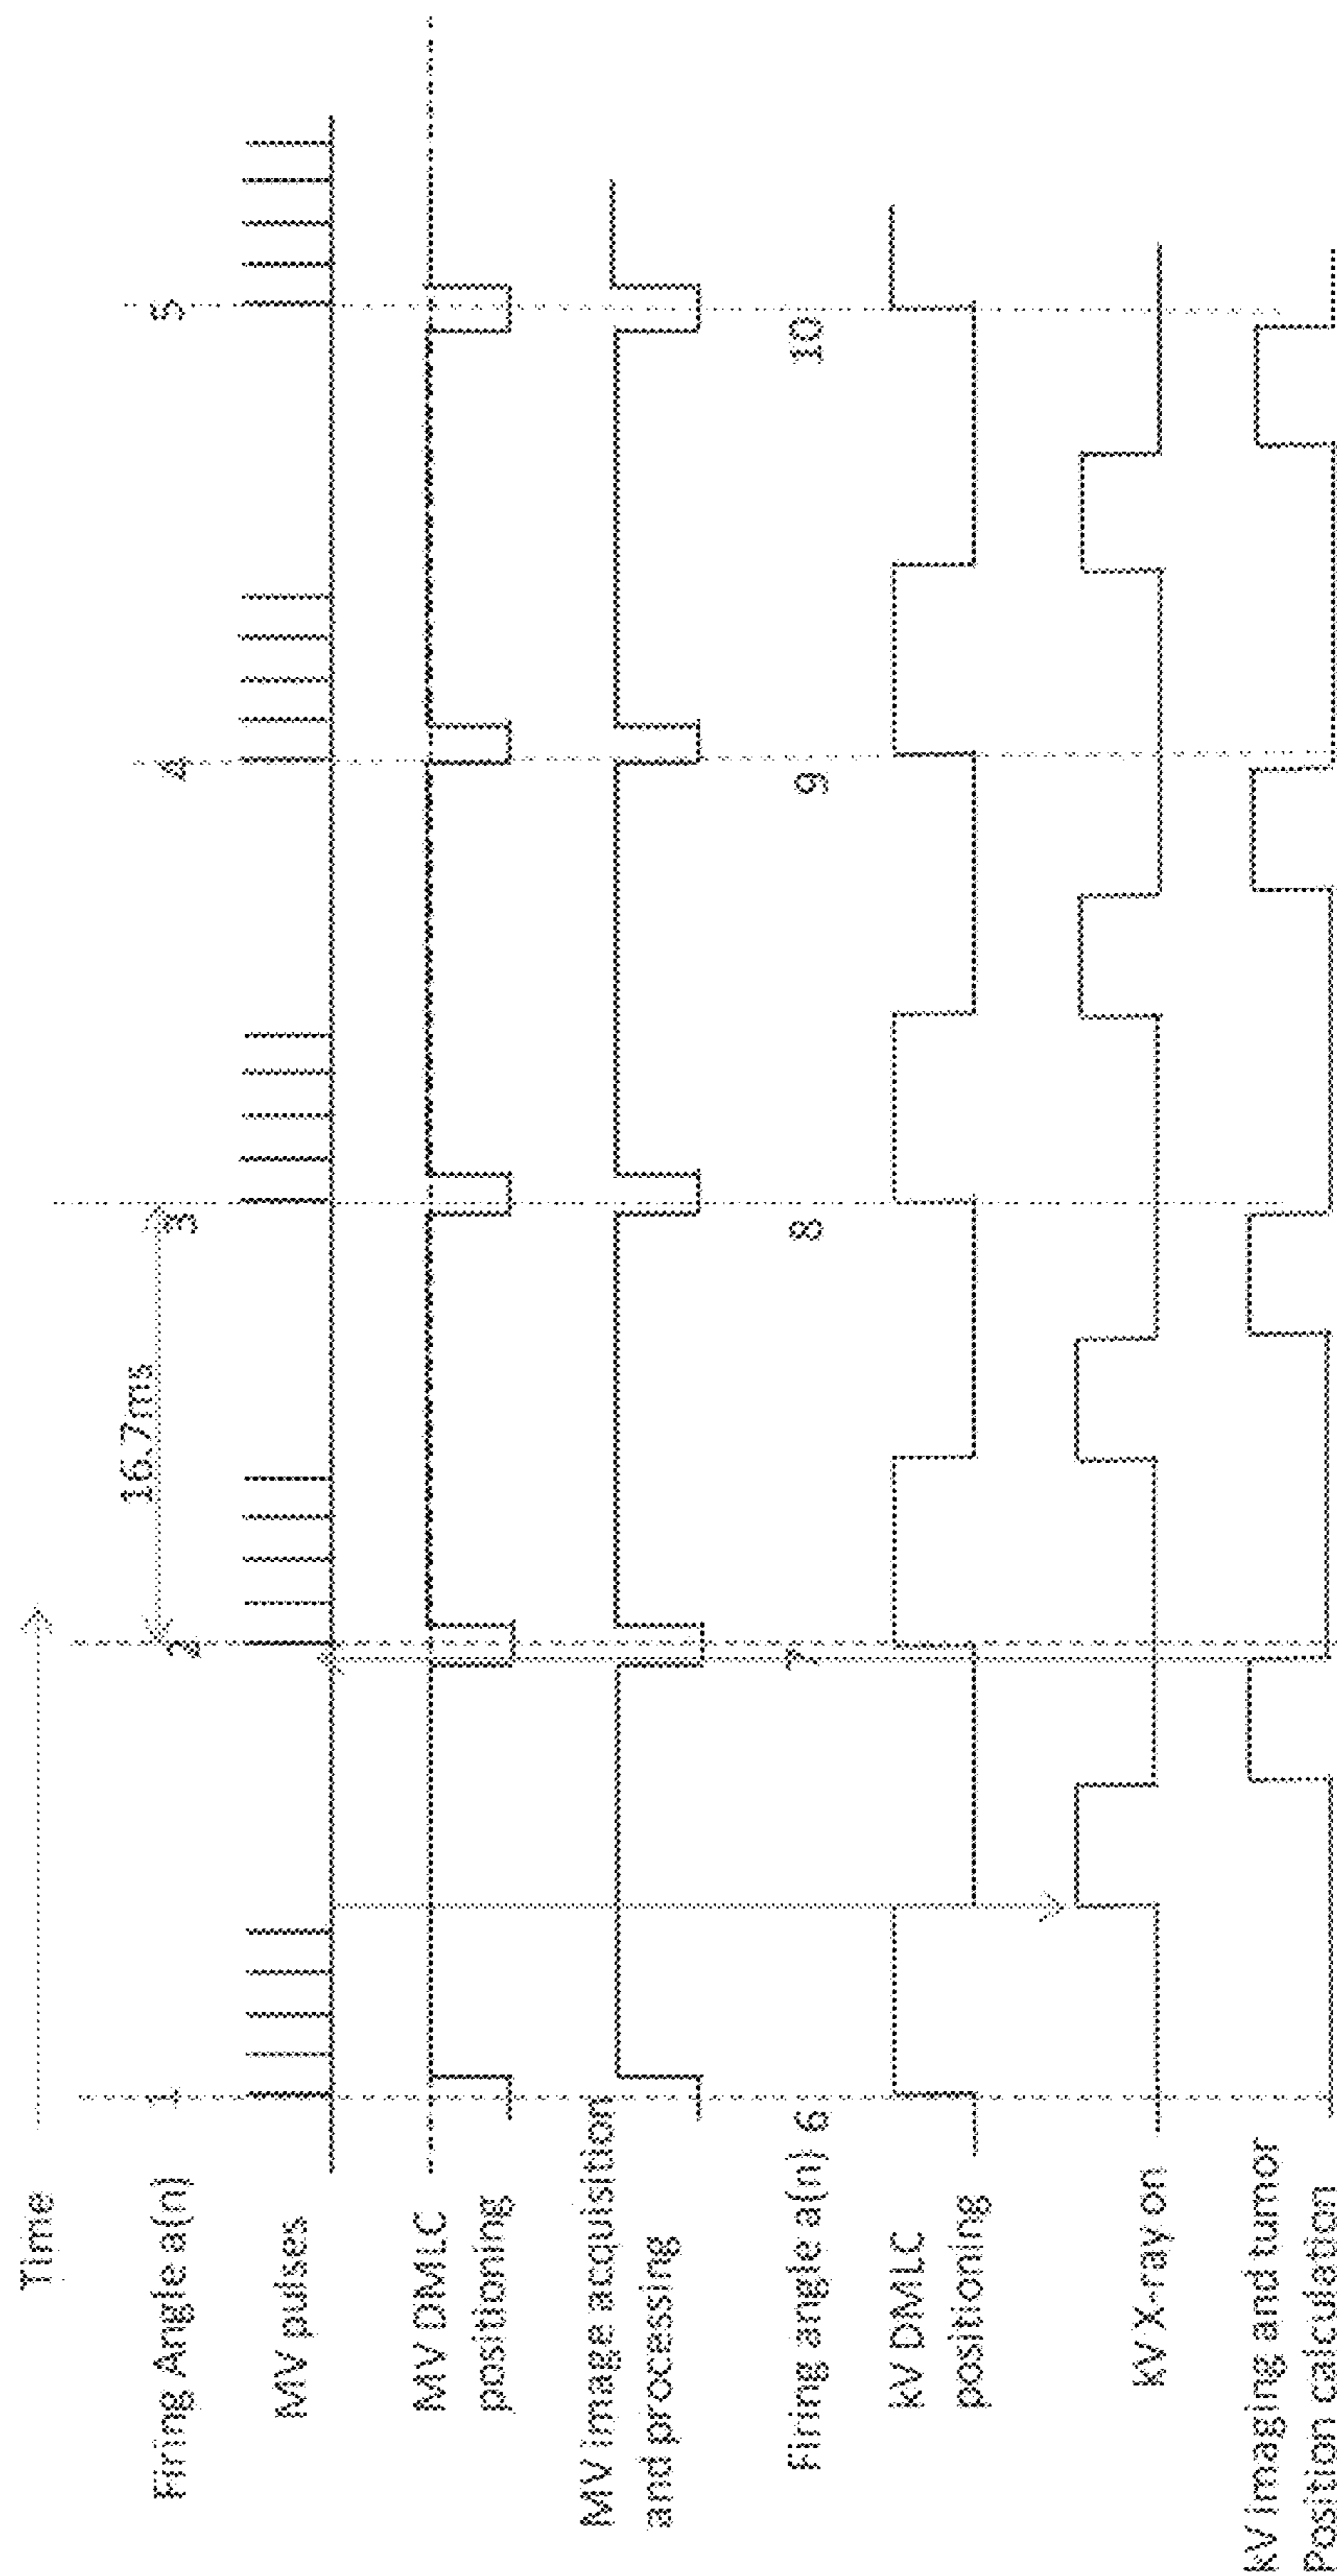 Time
16.7ms
Firing Angle a(n) 1 2 3 4 5
MV pulses
MV DMLC
positioning
MV image acquisition
and processing
Firing angle a(n) 6 7 8 9 10
kV DMLC
positioning
kV X-ray on
kV imaging and tumor
Position calculation